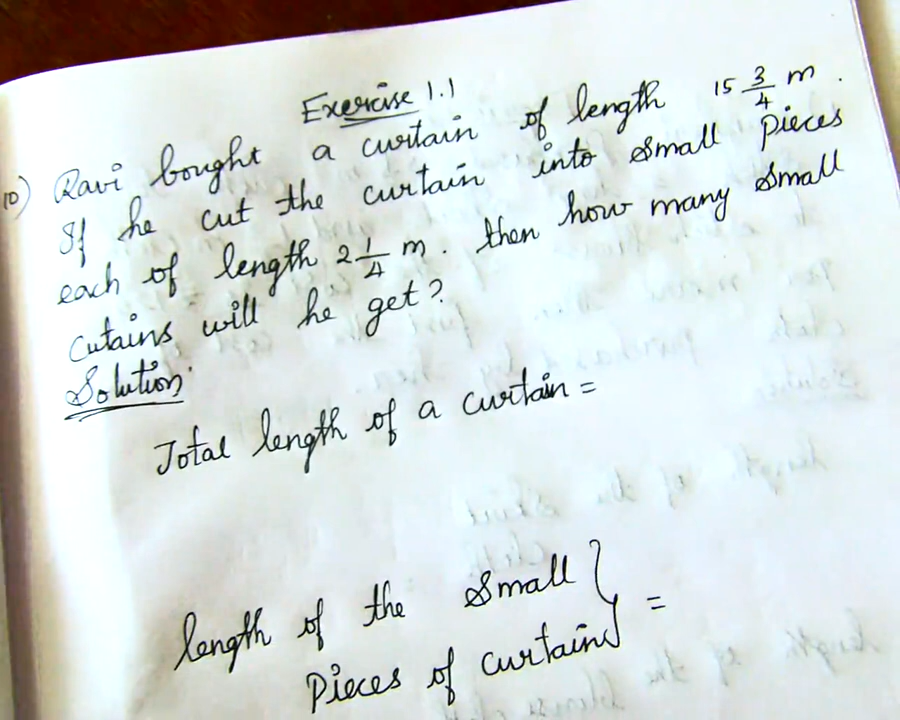 Exercise 1.1
10) Ravi bought a curtain of length 15 3/4 m.
If he cut the curtain into small pieces
each of length 2 1/4 m. then how many small
cutains will he get?
Solution:
Total length of a curtain =
length of the small }
pieces of curtains =